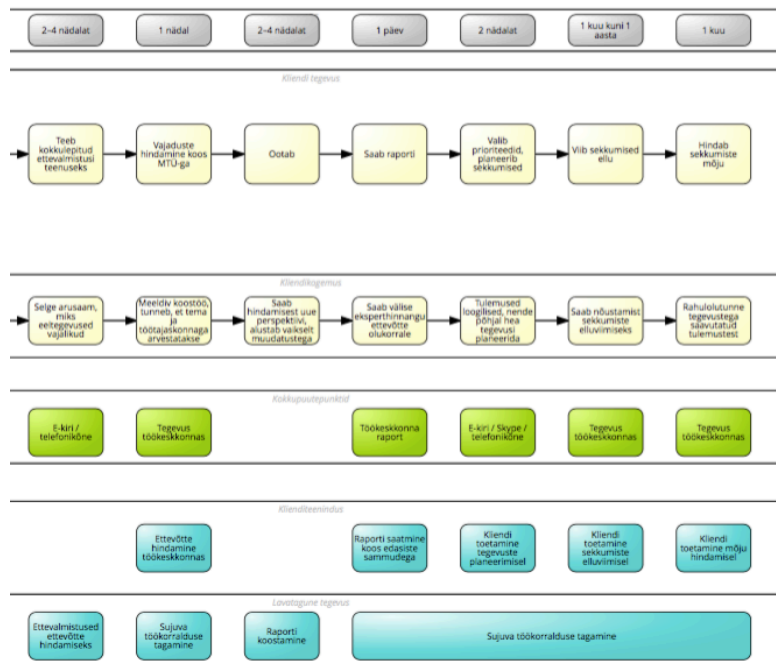 2–4 nädalat
1 nädal
2–4 nädalat
1 päev
2 nädalat
1 kuu kuni 1
aasta
1 kuu
Kliendi tegevus
Teeb
kokkulepitud
ettevalmistusi
teenuseks
Vajaduste
hindamine koos
MTÜ-ga
Ootab
Saab raporti
Valib
prioriteedid,
planeerib
sekkumised
Viib sekkumised
ellu
Hindab
sekkumiste
mõju
Kliendikogemus
Selge arusaam,
miks
eeltegevused
vajalikud
Meeldiv koostöö,
tunneb, et tema
ja
töötajaskonnaga
arvestatakse
Saab
hindamisest uue
perspektiivi,
alustab vaikselt
muudatustega
Saab välise
eksperthinnangu
ettevõtte
olukorrale
Tulemused
loogilised, nende
põhjal hea
tegevusi
planeerida
Saab nõustamist
sekkumiste
elluviimiseks
Rahulolutunne
tegevustega
saavutatud
tulemustest
Kokkupuutepunktid
E-kiri /
telefonikõne
Tegevus
töökeskkonnas
Töökeskkonna
raport
E-kiri / Skype /
telefonikõne
Tegevus
töökeskkonnas
Tegevus
töökeskkonnas
Klienditeenindus
Ettevõtte
hindamine
töökeskkonnas
Raporti saatmine
koos edasiste
sammudega
Kliendi
toetamine
tegevuste
planeerimisel
Kliendi
toetamine
sekkumiste
elluviimisel
Kliendi
toetamine mõju
hindamisel
Lavatagune tegevus
Ettevalmistused
ettevõtte
hindamiseks
Sujuva
töökorralduse
tagamine
Raporti
koostamine
Sujuva töökorralduse tagamine